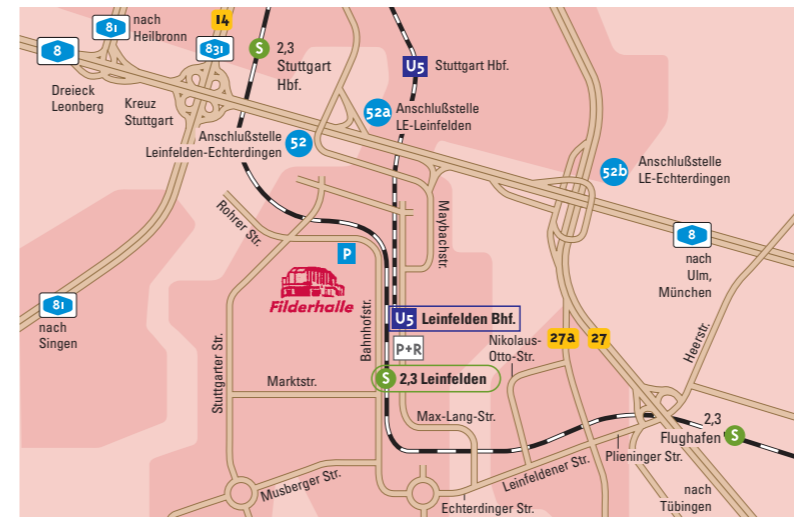 81
nach
Heilbronn
14
8
831
S
2,3
Stuttgart
Hbf.
U5
Stuttgart Hbf.
Dreieck
Leonberg
Kreuz
Stuttgart
52a
Anschlußstelle
LE-Leinfelden
Anschlußstelle
Leinfelden-Echterdingen
52
52b
Anschlußstelle
LE-Echterdingen
Rohrer Str.
Maybachstr.
P
8
nach
Ulm,
München
Filderhalle
81
nach
Singen
Stuttgarter Str.
Bahnhofstr.
U5
Leinfelden Bhf.
P+R
Nikolaus-
Otto-Str.
27a
27
Heerstr.
Marktstr.
S
2,3 Leinfelden
Max-Lang-Str.
2,3
Flughafen
S
Plieninger Str.
Leinfeldener Str.
Musberger Str.
Echterdinger Str.
nach
Tübingen